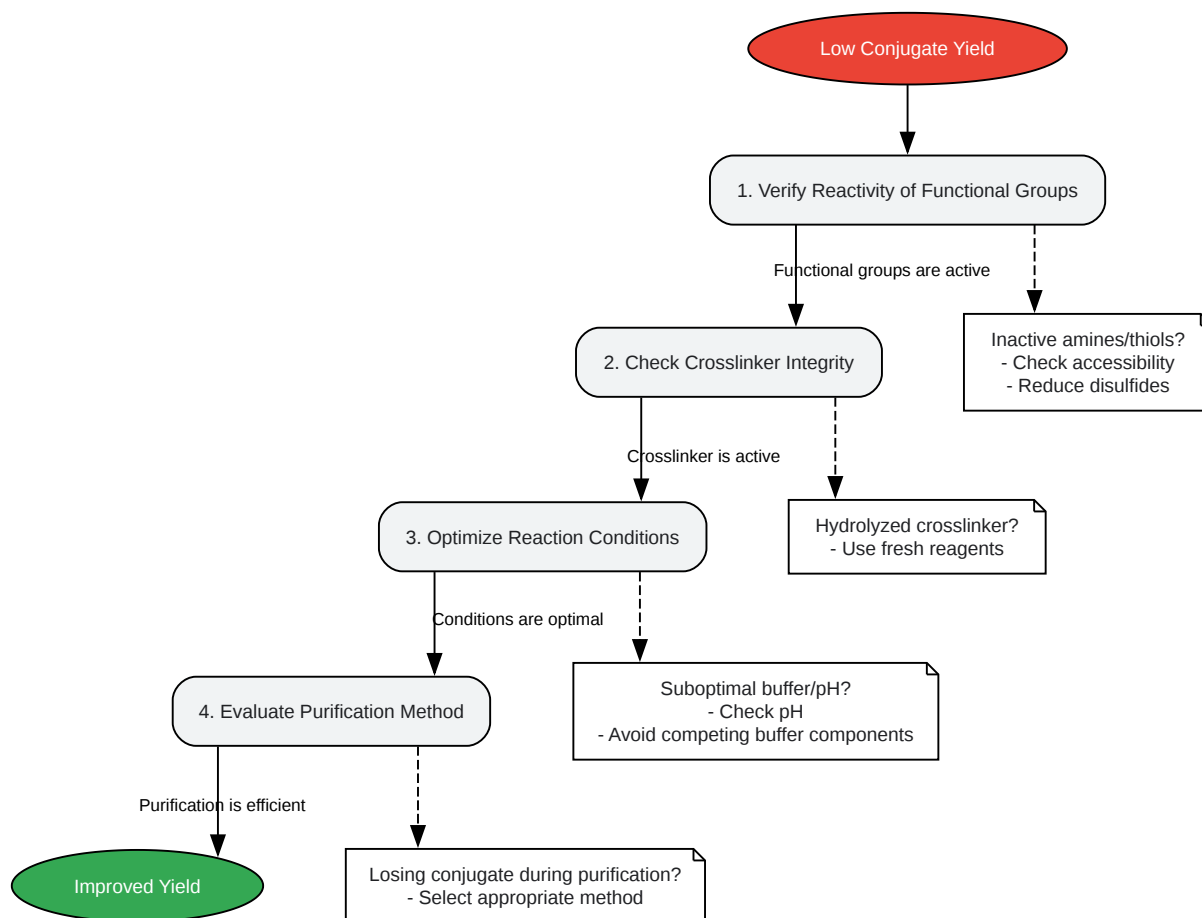 Low Conjugate Yield
1. Verify Reactivity of Functional Groups
Functional groups are active
Inactive amines/thiols?
- Check accessibility
- Reduce disulfides
2. Check Crosslinker Integrity
Crosslinker is active
Hydrolyzed crosslinker?
- Use fresh reagents
3. Optimize Reaction Conditions
Conditions are optimal
Suboptimal buffer/pH?
- Check pH
- Avoid competing buffer components
4. Evaluate Purification Method
Purification is efficient
Losing conjugate during purification?
- Select appropriate method
Improved Yield